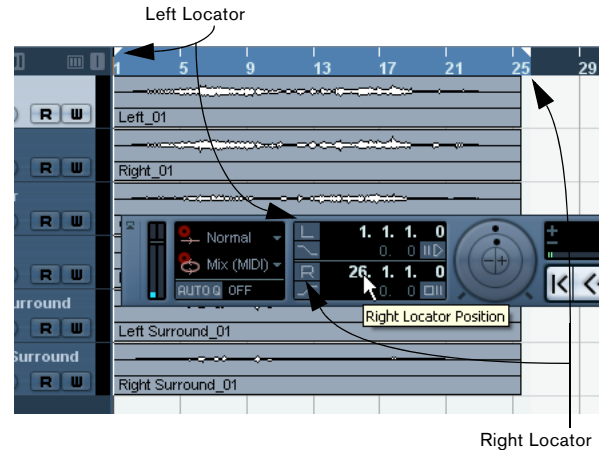 Left Locator
1 5 9 13 17 21 25 29
R W
Left_01
R W
Right_01
R W
Normal
L 1. 1. 1. 0
0. 0
Mix (MIDI)
R 26. 1. 1. 0
R W
AUTO Q OFF
0. 0
urround
Right Locator Position
R W
Left Surround_01
Surround
R W
Right Surround_01
Right Locator